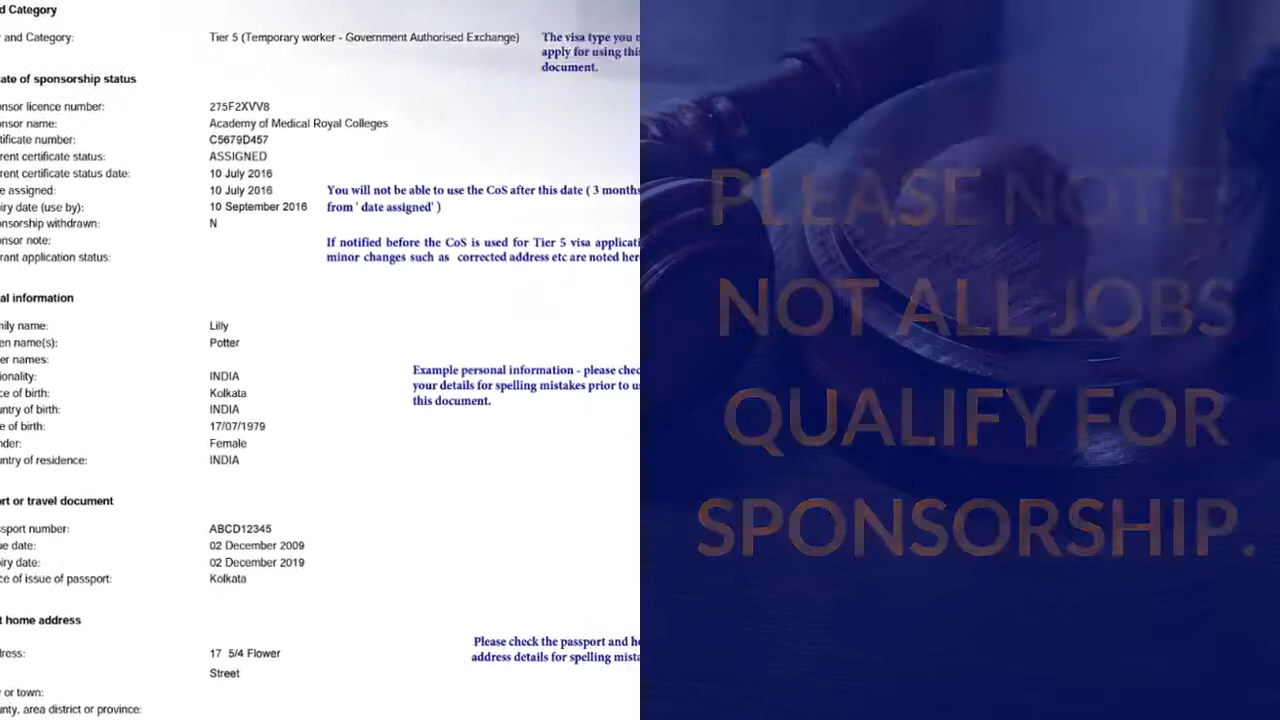 d Category
and Category: Tier 5 (Temporary worker - Government Authorised Exchange) The visa type you
apply for using this
document.
ate of sponsorship status
nsor licence number: 275F2XVV8
nsor name: Academy of Medical Royal Colleges
tificate number: C5679D457
rent certificate status: ASSIGNED
rent certificate status date: 10 July 2016
e assigned: 10 July 2016 You will not be able to use the CoS after this date ( 3 months
iry date (use by): 10 September 2016 from ' date assigned' )
nsorship withdrawn: N
nsor note: If notified before the CoS is used for Tier 5 visa applicati
rant application status: minor changes such as corrected address etc are noted her
al information
mily name: Lilly
en name(s): Potter
er names:
ionality: INDIA Example personal information - please chec
ce of birth: Kolkata your details for spelling mistakes prior to u
untry of birth: INDIA this document.
e of birth: 17/07/1979
nder: Female
untry of residence: INDIA
rt or travel document
ssport number: ABCD12345
ue date: 02 December 2009
iry date: 02 December 2019
ce of issue of passport: Kolkata
t home address
ress: 17 5/4 Flower Please check the passport and h
Street address details for spelling mista
y or town:
unty, area district or province:
PLEASE NOTE!
NOT ALL JOBS
QUALIFY FOR
SPONSORSHIP.